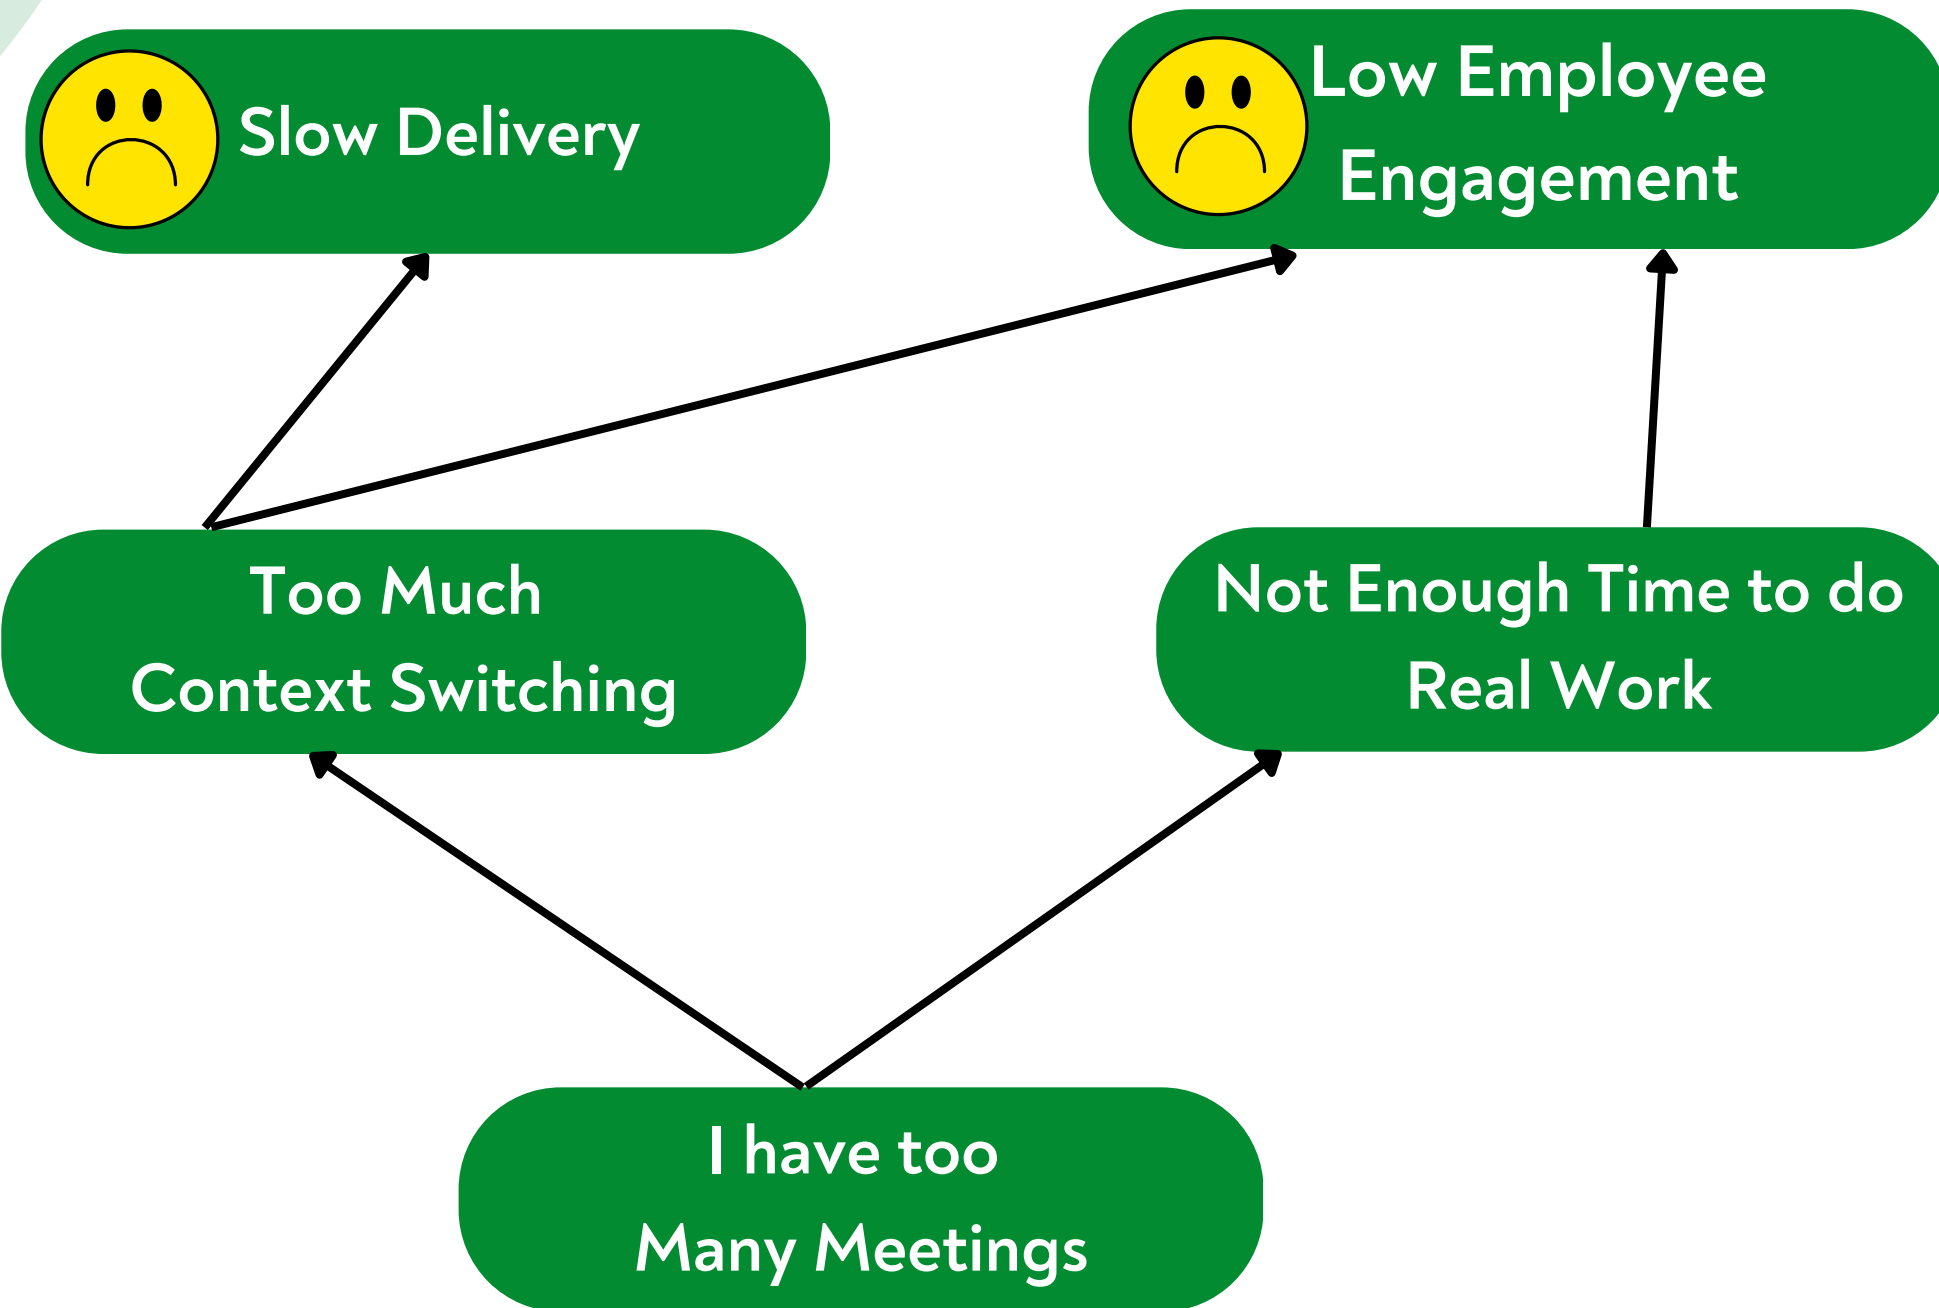 Slow Delivery
Low Employee
Engagement
Too Much
Context Switching
Not Enough Time to do
Real Work
I have too
Many Meetings